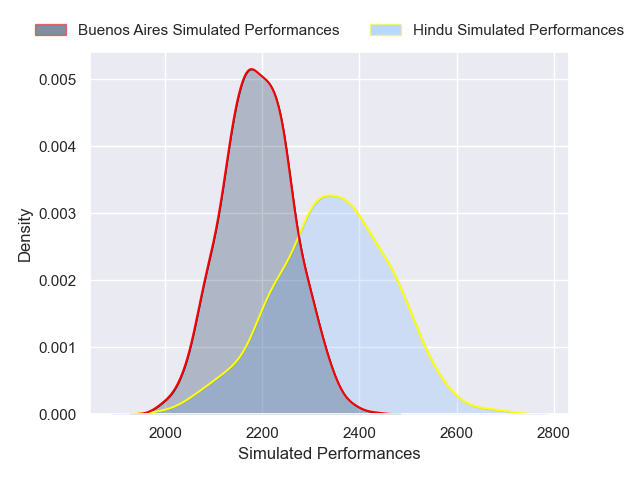 Buenos Aires Simulated Performances
Hindu Simulated Performances
0.005
0.004
0.003
0.002
0.001
0.000
Density
2000 2200 2400 2600 2800
Simulated Performances